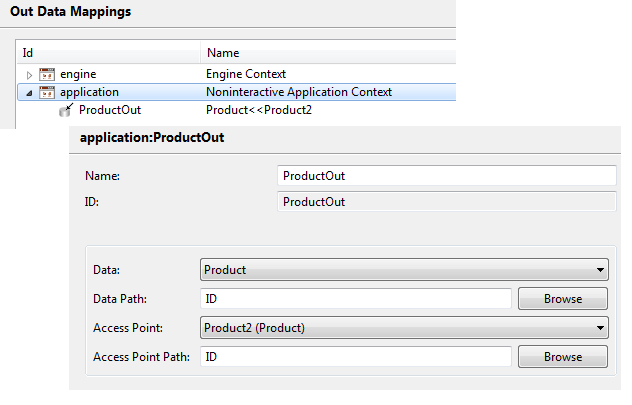 Out Data Mappings
Id Name
engine Engine Context
application Noninteractive Application Context
ProductOut Product<<Product2
application:ProductOut
Name: ProductOut
ID: ProductOut
Data: Product
Data Path: ID Browse
Access Point: Product2 (Product)
Access Point Path: ID Browse